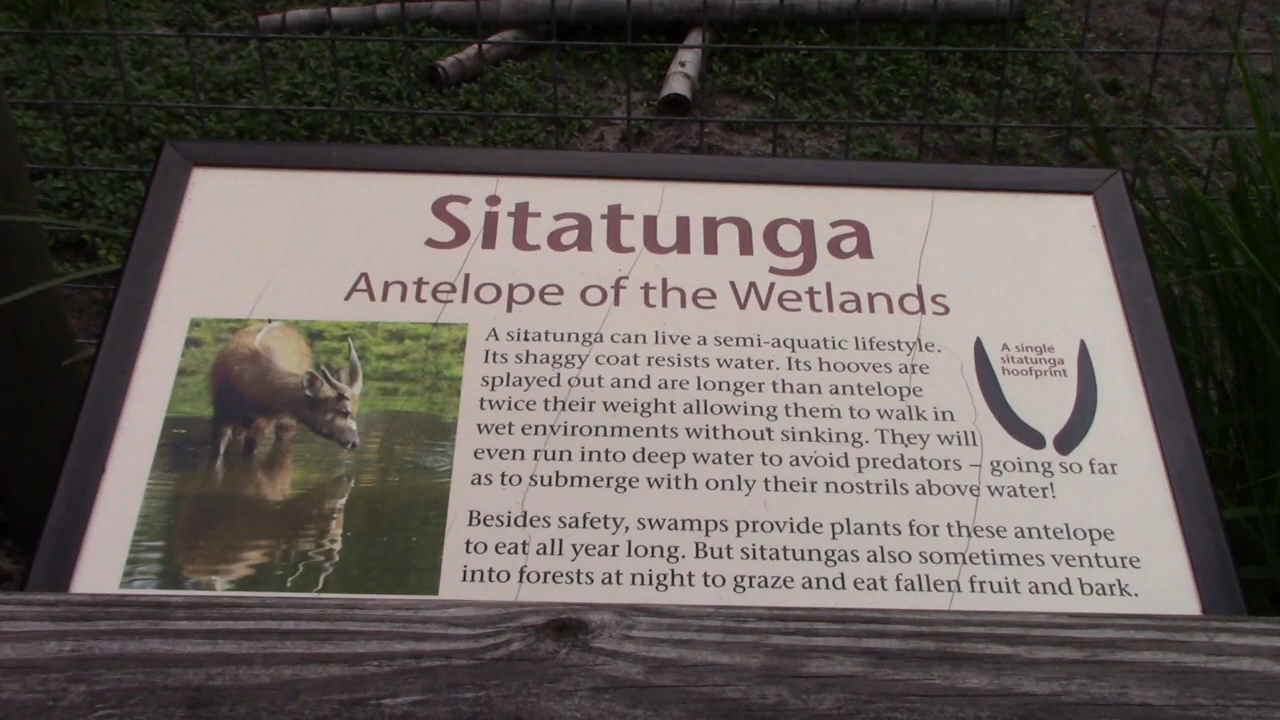 Sitatunga
Antelope of the Wetlands
A sitatunga can live a semi-aquatic lifestyle.
Its shaggy coat resists water. Its hooves are
splayed out and are longer than antelope
twice their weight allowing them to walk in
wet environments without sinking. They will
even run into deep water to avoid predators – going so far
as to submerge with only their nostrils above water!
A single
sitatunga
hoofprint
Besides safety, swamps provide plants for these antelope
to eat all year long. But sitatungas also sometimes venture
into forests at night to graze and eat fallen fruit and bark.